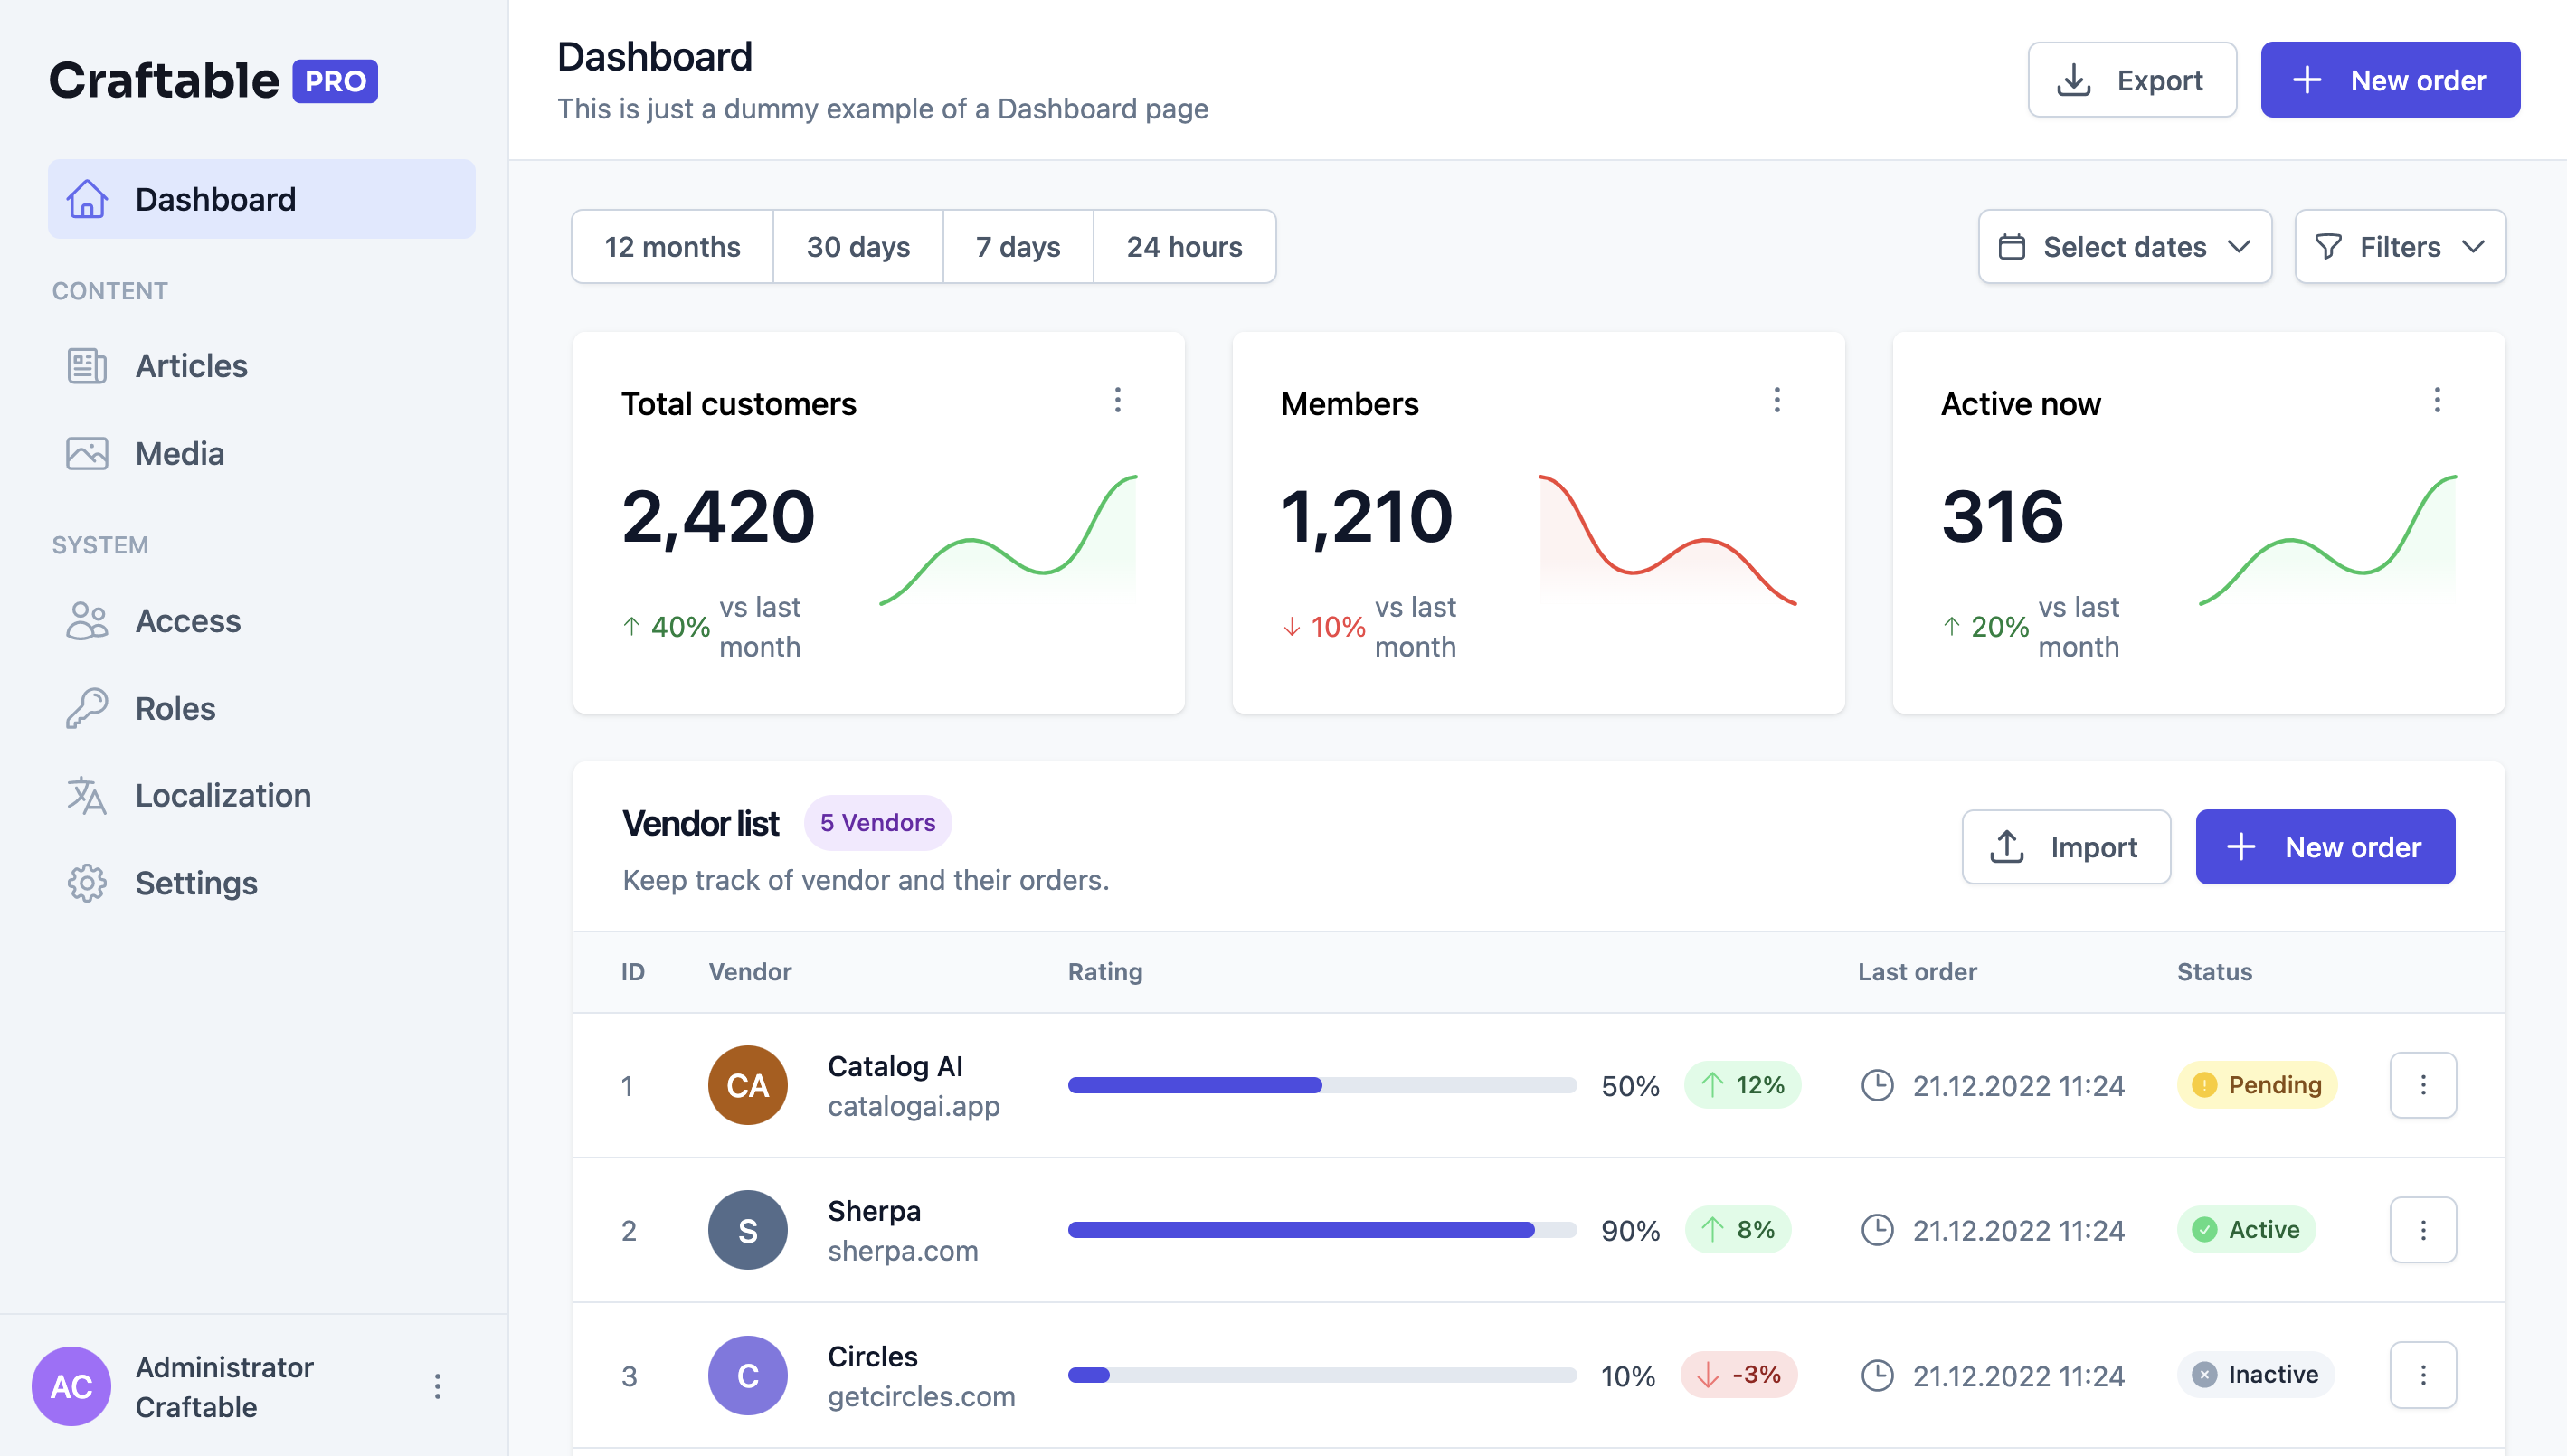 Craftable PRO
Dashboard
CONTENT
Articles
Media
SYSTEM
Access
Roles
Localization
Settings
AC
Administrator
Craftable
Dashboard
This is just a dummy example of a Dashboard page
Export
New order
12 months
30 days
7 days
24 hours
Select dates
Filters
Total customers
2,420
40%
vs last
month
Members
1,210
10%
vs last
month
Active now
316
20%
vs last
month
Vendor list
5 Vendors
Keep track of vendor and their orders.
Import
New order
ID Vendor Rating Last order Status
1
CA
Catalog AI
catalogai.app
50%
12%
21.12.2022 11:24
Pending
2
S
Sherpa
sherpa.com
90%
8%
21.12.2022 11:24
Active
3
C
Circles
getcircles.com
10%
-3%
21.12.2022 11:24
Inactive